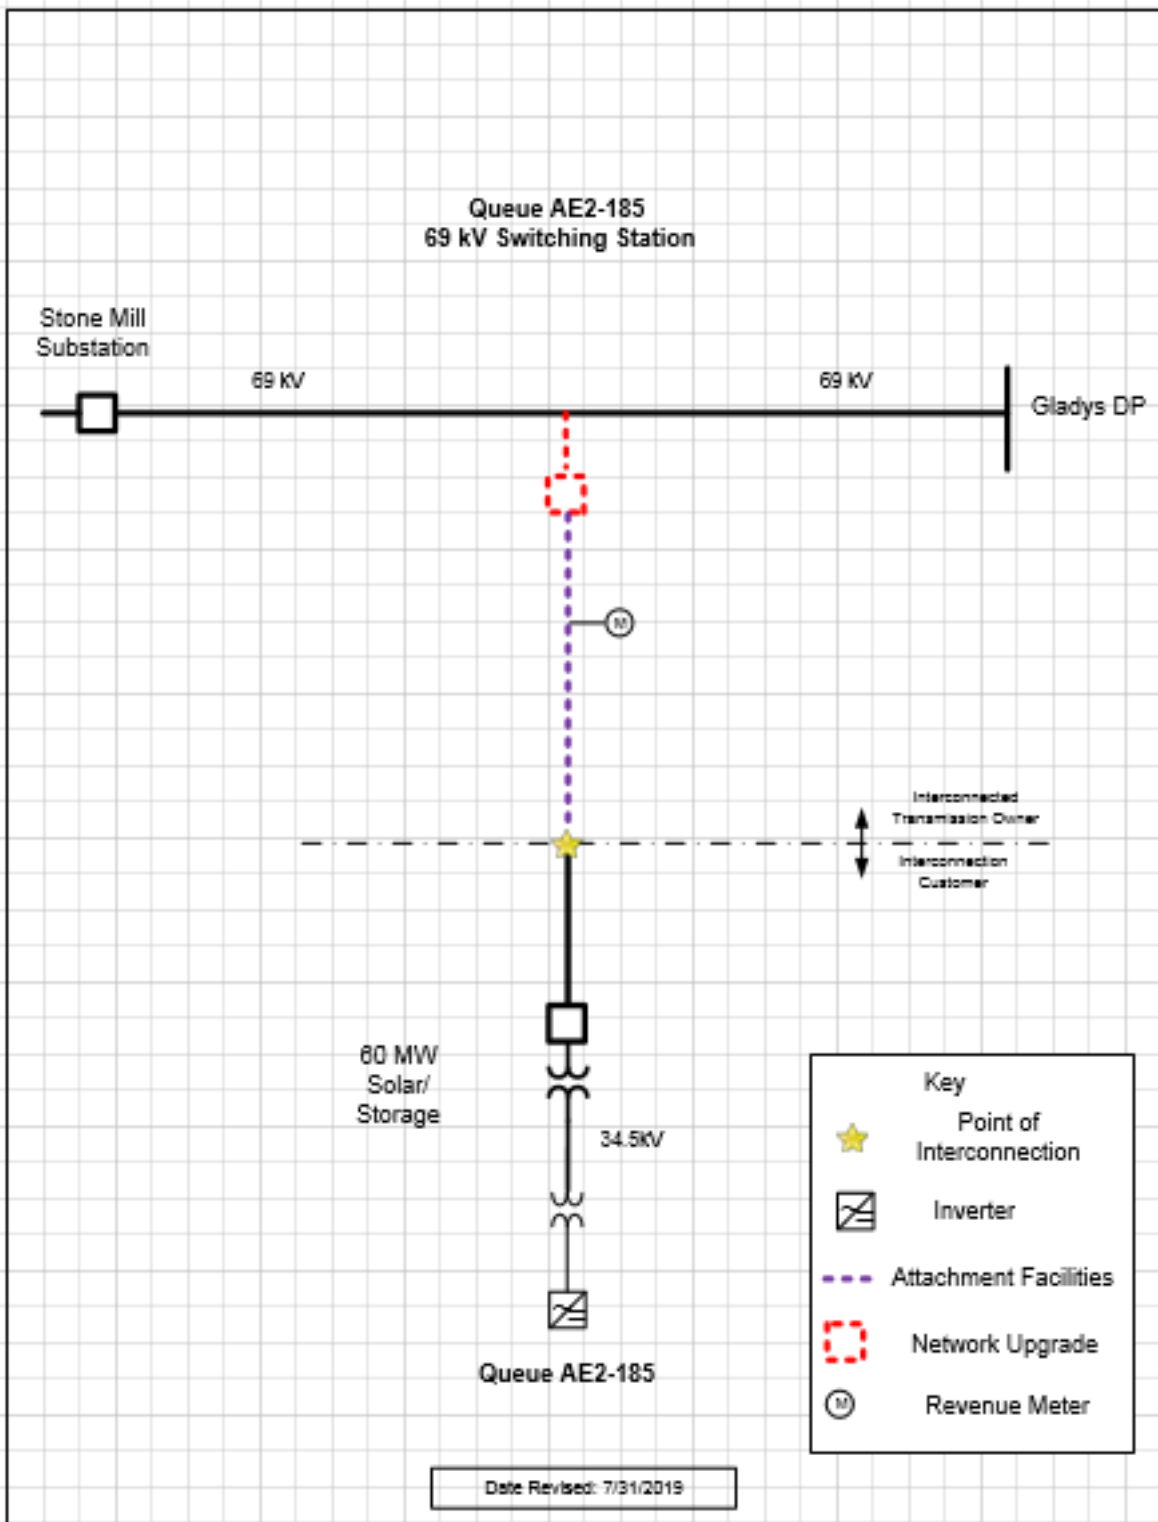 Queue AE2-185
69 kV Switching Station
Stone Mill
Substation
69 kV
69 kV
Gladys DP
M
Interconnected
Transmission Owner
Interconnection
Customer
60 MW
Solar/
Storage
34.5kV
Queue AE2-185
Key
Point of
Interconnection
Inverter
Attachment Facilities
Network Upgrade
M
Revenue Meter
Date Revised: 7/31/2019